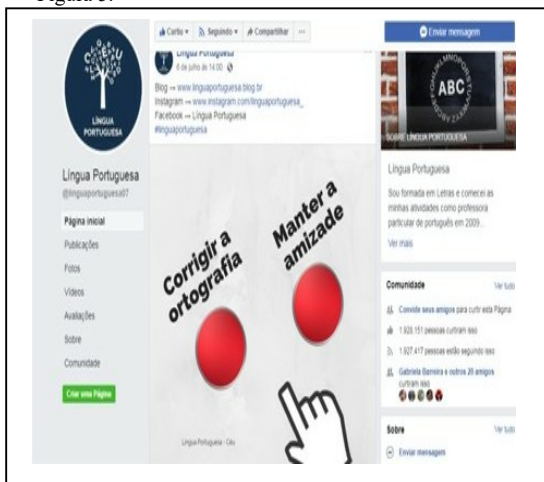 Figura 3.
LÍNGUA
PORTUGUESA
Língua Portuguesa
@linguaportuguesa07
Página inicial
Publicações
Fotos
Vídeos
Avaliações
Sobre
Comunidade
Criar uma Página
Curtiu
Seguindo
Compartilhar
Língua Portuguesa
6 de julho às 14:00
Blog → www.linguaportuguesa.blog.br
Instagram → www.instagram.com/linguaportuguesa_
Facebook → Língua Portuguesa
#linguaportuguesa
Corrigir a
ortografia
Manter a
amizade
Língua Portuguesa - Céu
Enviar mensagem
ABC
SOBRE LÍNGUA PORTUGUESA
Língua Portuguesa
Sou formada em Letras e comecei as
minhas atividades como professora
particular de português em 2009...
Ver mais
Comunidade Ver tudo
Convide seus amigos para curtir esta Página
1.929.151 pessoas curtiram isso
1.927.417 pessoas estão seguindo isso
Gabriela Barreira e outros 26 amigos
curtiram isso
Sobre Ver tudo
Enviar mensagem